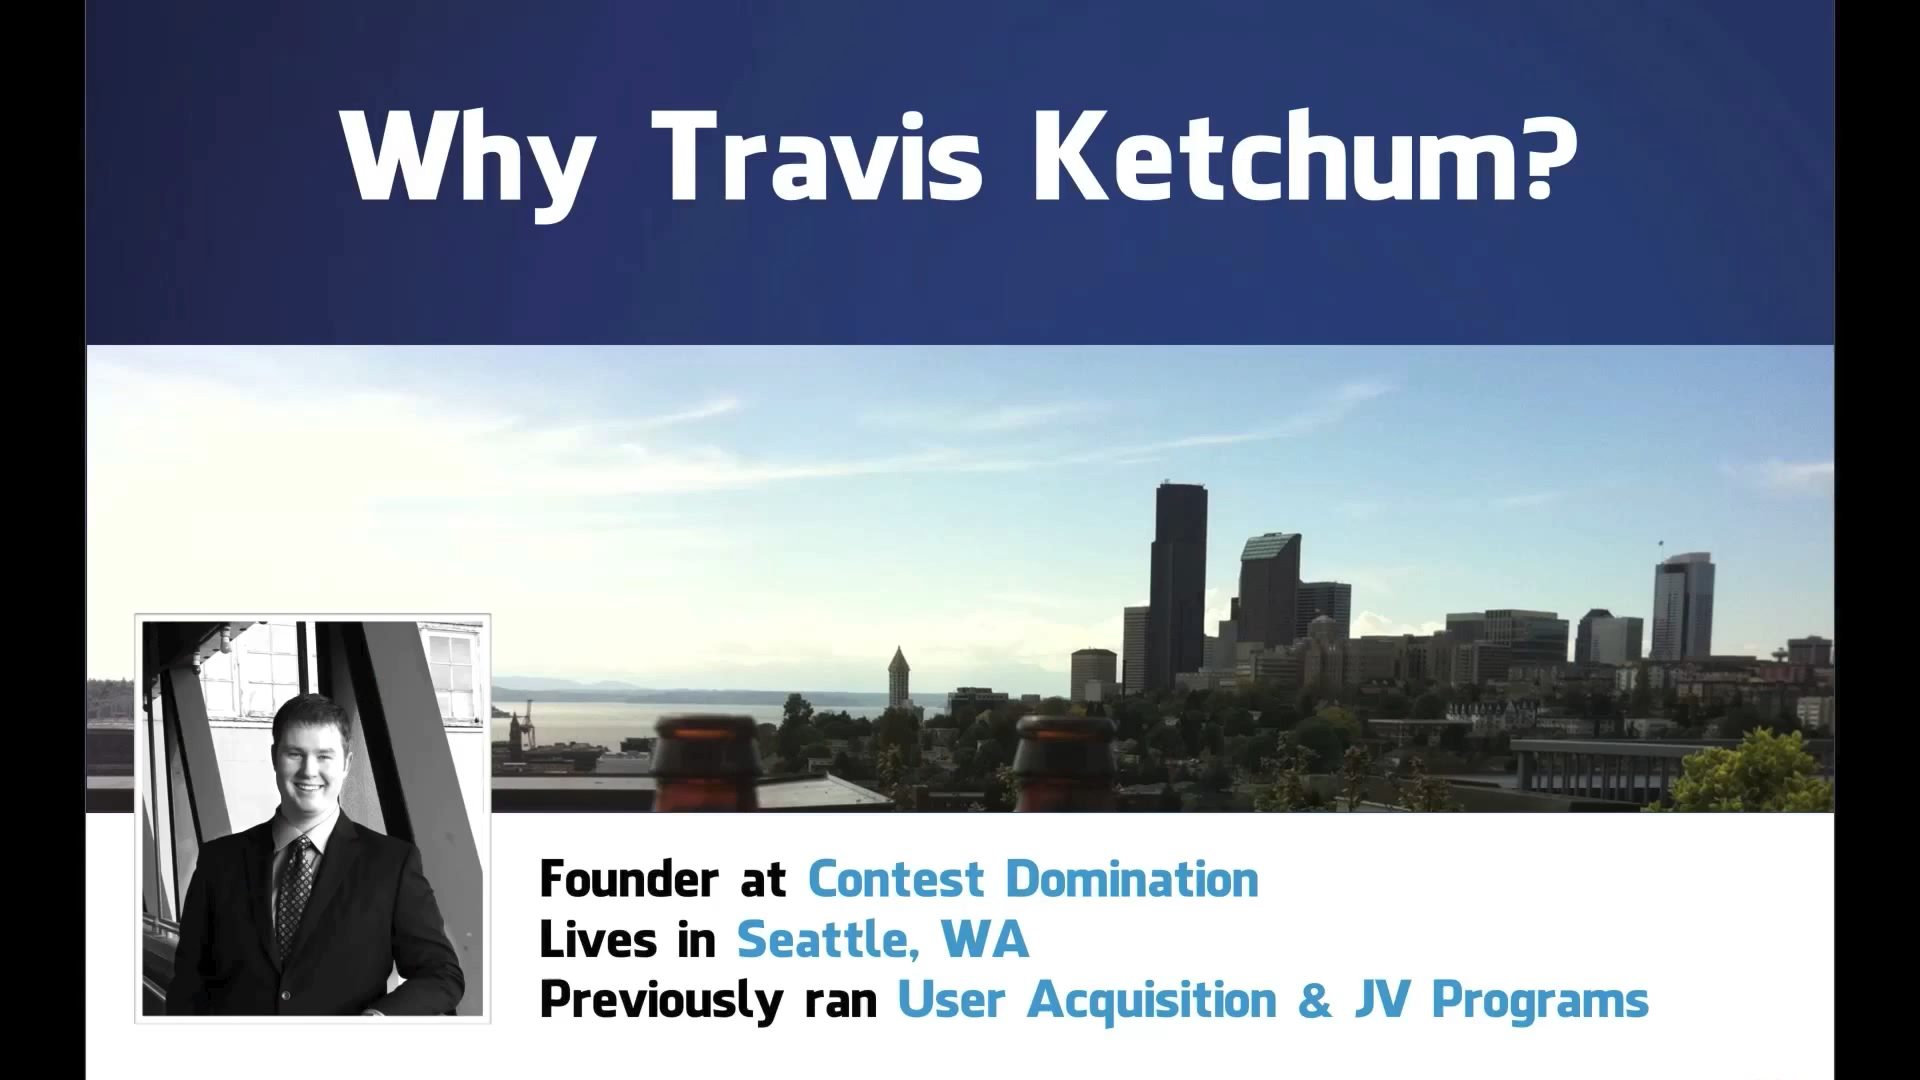 Why Travis Ketchum?
Founder at Contest Domination
Lives in Seattle, WA
Previously ran User Acquisition & JV Programs